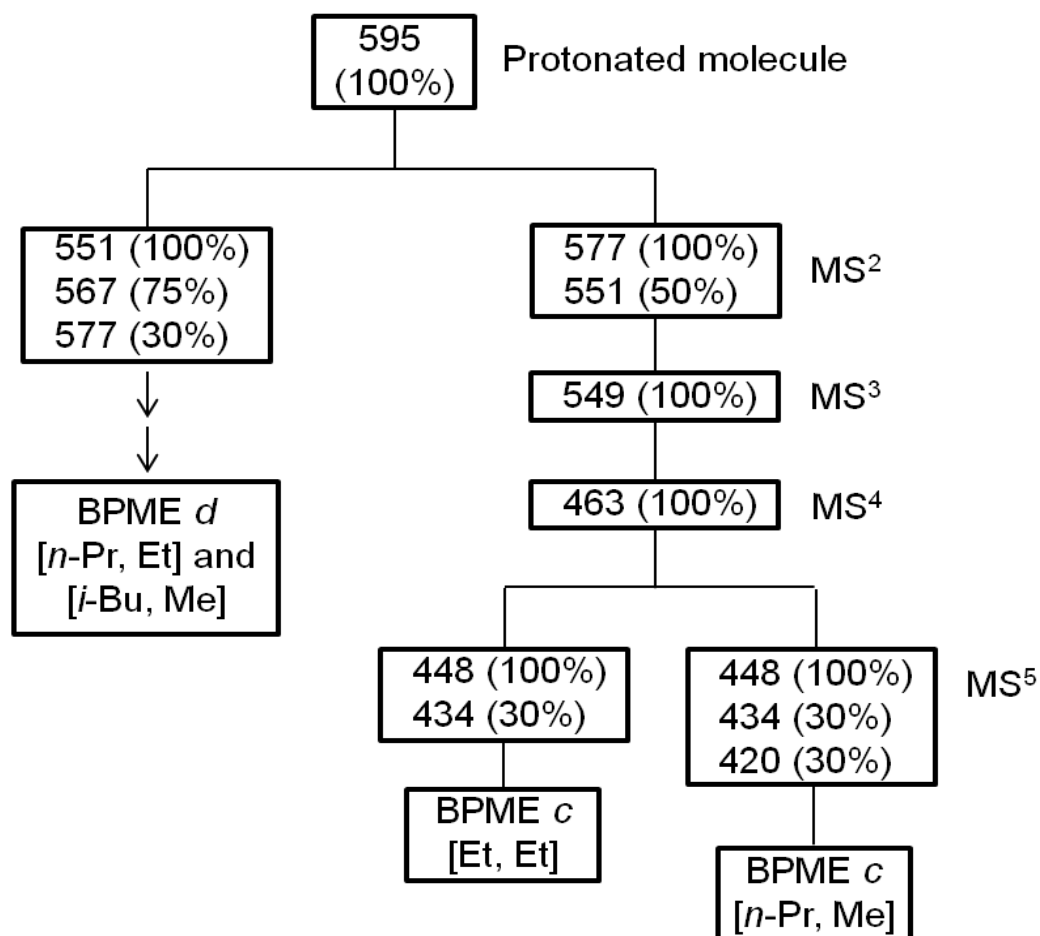 595
(100%)
Protonated molecule
551 (100%)
567 (75%)
577 (30%)
577 (100%)
551 (50%)
MS²
549 (100%)
MS³
463 (100%)
MS⁴
BPME d
[n-Pr, Et] and
[i-Bu, Me]
448 (100%)
434 (30%)
448 (100%)
434 (30%)
420 (30%)
MS⁵
BPME c
[Et, Et]
BPME c
[n-Pr, Me]